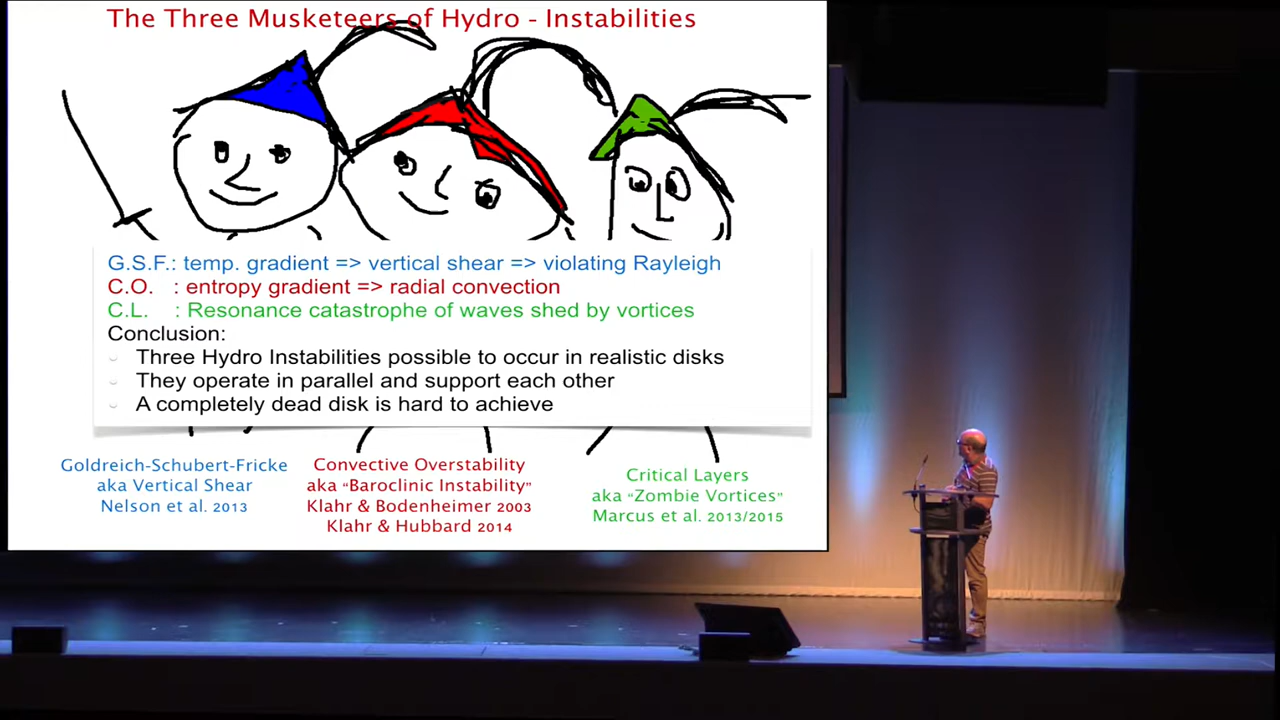 The Three Musketeers of Hydro - Instabilities
G.S.F.: temp. gradient => vertical shear => violating Rayleigh
C.O. : entropy gradient => radial convection
C.L. : Resonance catastrophe of waves shed by vortices
Conclusion:
Three Hydro Instabilities possible to occur in realistic disks
They operate in parallel and support each other
A completely dead disk is hard to achieve
Goldreich-Schubert-Fricke
aka Vertical Shear
Nelson et al. 2013
Convective Overstability
aka "Baroclinic Instability"
Klahr & Bodenheimer 2003
Klahr & Hubbard 2014
Critical Layers
aka "Zombie Vortices"
Marcus et al. 2013/2015